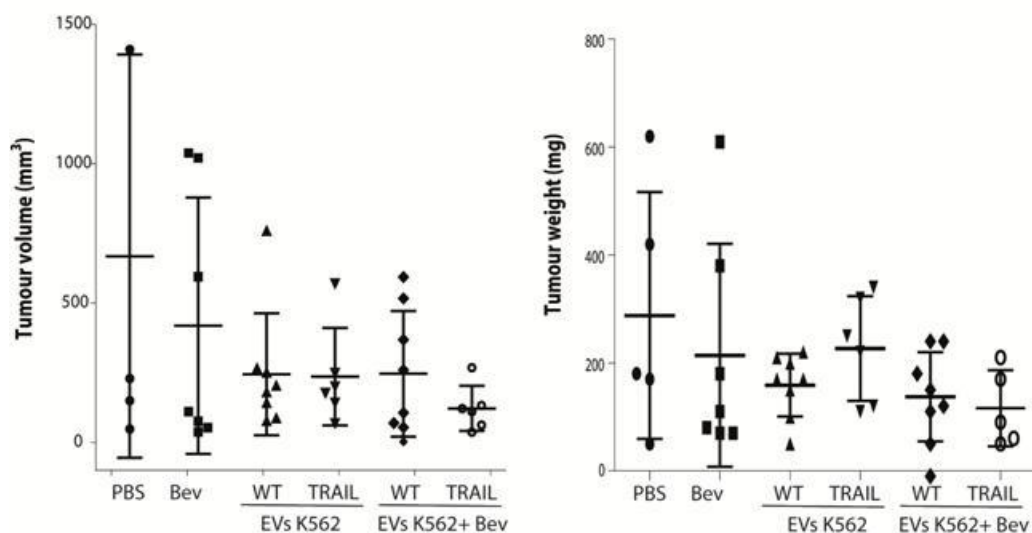 Tumour volume (mm³)
1500
1000
500
0
PBS
Bev
WT
TRAIL
WT
TRAIL
EVs K562
EVs K562+ Bev
Tumour weight (mg)
800
600
400
200
0
PBS
Bev
WT
TRAIL
WT
TRAIL
EVs K562
EVs K562+ Bev